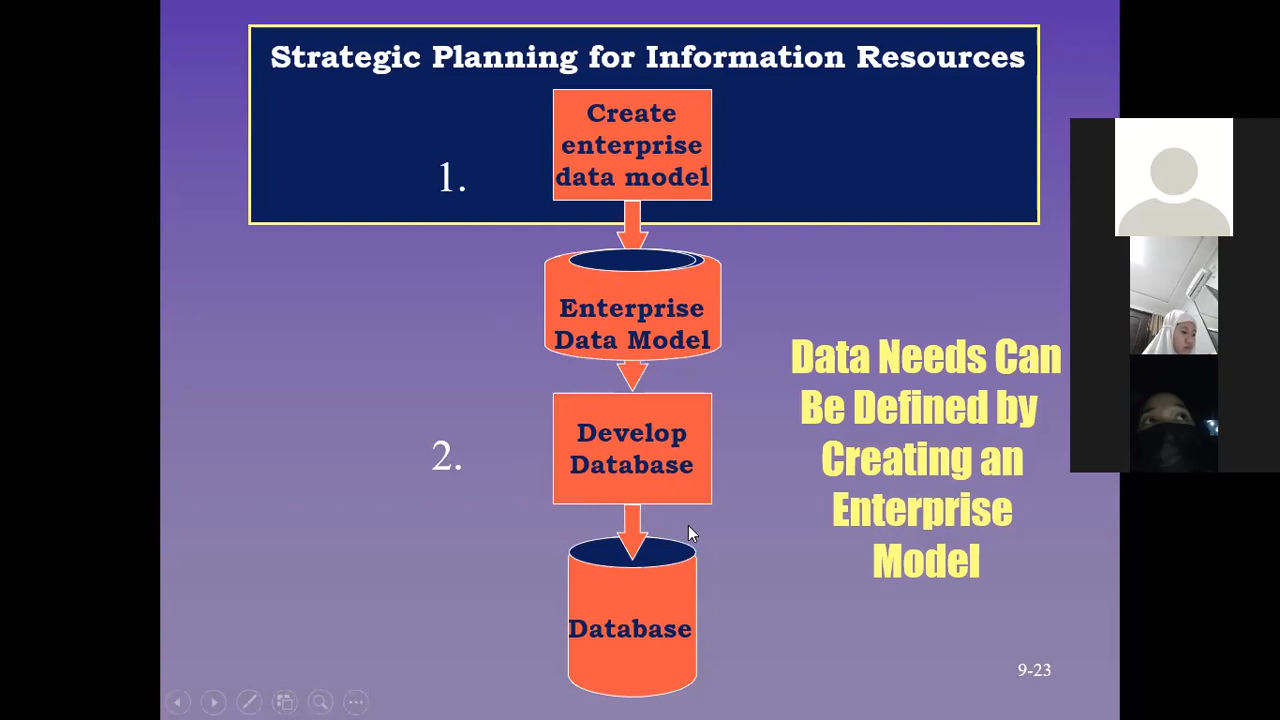 Strategic Planning for Information Resources
Create
enterprise
data model
1.
Enterprise
Data Model
Develop
Database
2.
Database
Data Needs Can
Be Defined by
Creating an
Enterprise
Model
9-23